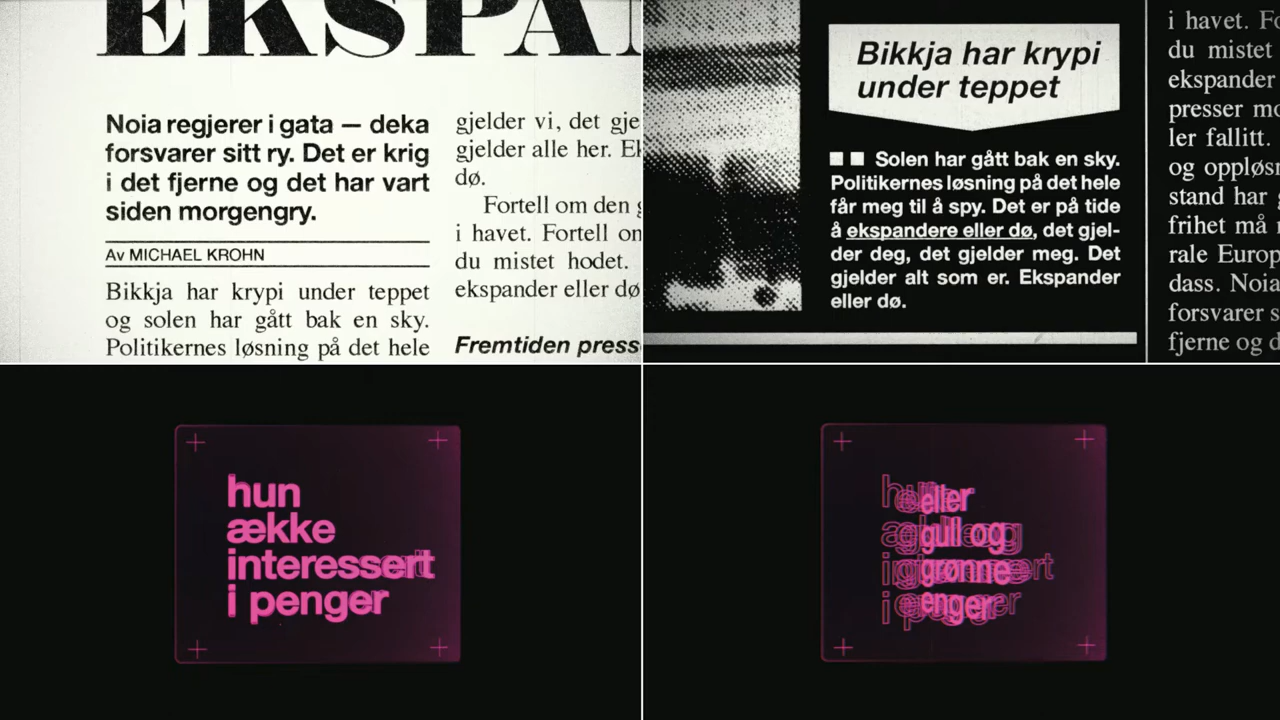 EKSPA
Noia regjerer i gata — deka
forsvarer sitt ry. Det er krig
i det fjerne og det har vart
siden morgengry.
Av MICHAEL KROHN
Bikkja har krypi under teppet
og solen har gått bak en sky.
Politikernes løsning på det hele
gjelder vi, det gje
gjelder alle her. Ek
dø.
Fortell om den g
i havet. Fortell om
du mistet hodet.
ekspander eller dø
Fremtiden press
Bikkja har krypi
under teppet
Solen har gått bak en sky.
Politikernes løsning på det hele
får meg til å spy. Det er på tide
å ekspandere eller dø, det gjel-
der deg, det gjelder meg. Det
gjelder alt som er. Ekspander
eller dø.
i havet. Fo
du mistet
ekspander
presser mo
ler fallitt.
og oppløsn
stand har g
frihet må
rale Europ
dass. Noia
forsvarer s
fjerne og d
hun
ække
interessert
i penger
hun
eller
gull og
grønne
enger